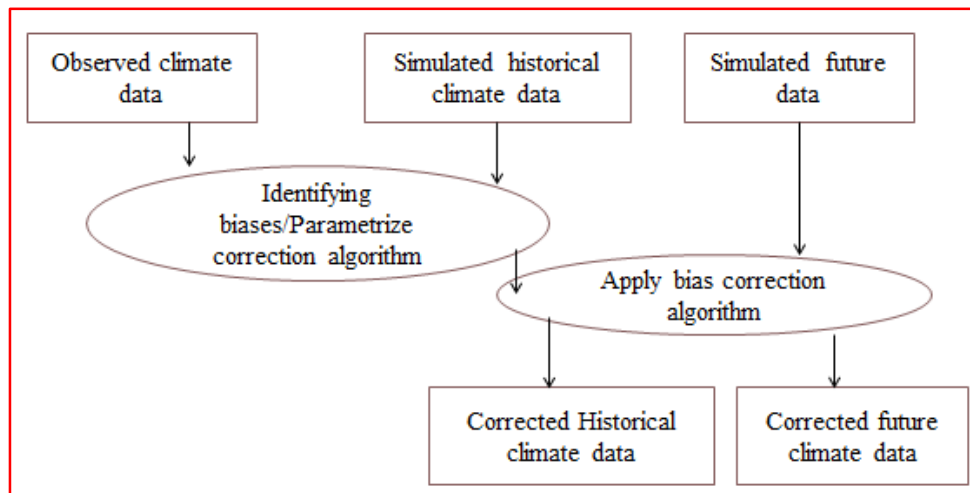 Observed climate
data
Simulated historical
climate data
Simulated future
data
Identifying
biases/Parametrize
correction algorithm
Apply bias correction
algorithm
Corrected Historical
climate data
Corrected future
climate data